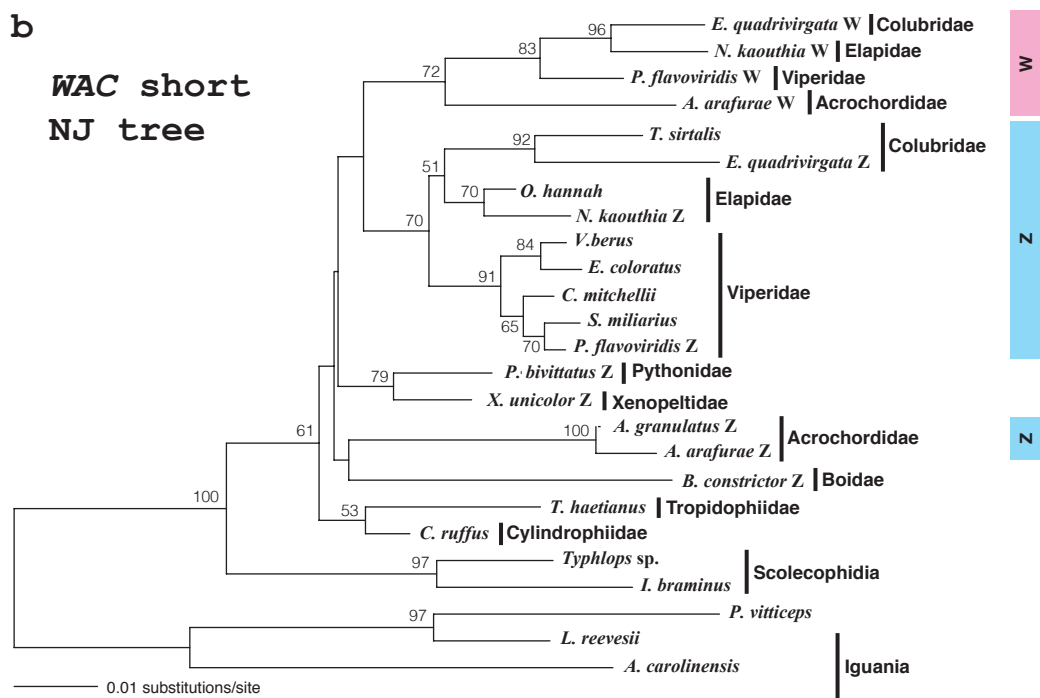 b
WAC short
NJ tree
96
E. quadrivirgata W
Colubridae
83
N. kaouthia W
Elapidae
72
P. flavoviridis W
Viperidae
A. arafurae W
Acrochordidae
W
92
T. sirtalis
E. quadrivirgata Z
Colubridae
51
70
70
O. hannah
N. kaouthia Z
Elapidae
84
91
V.berus
E. coloratus
C. mitchellii
65
S. miliarius
70
P. flavoviridis Z
Viperidae
Z
79
P. bivittatus Z
Pythonidae
X. unicolor Z
Xenopeltidae
61
100
A. granulatus Z
A. arafurae Z
Acrochordidae
Z
B. constrictor Z
Boidae
100
53
T. haetianus
Tropidophiidae
C. ruffus
Cylindrophiidae
97
Typhlops sp.
I. braminus
Scolecophidia
97
P. vitticeps
L. reevesii
A. carolinensis
Iguania
0.01 substitutions/site